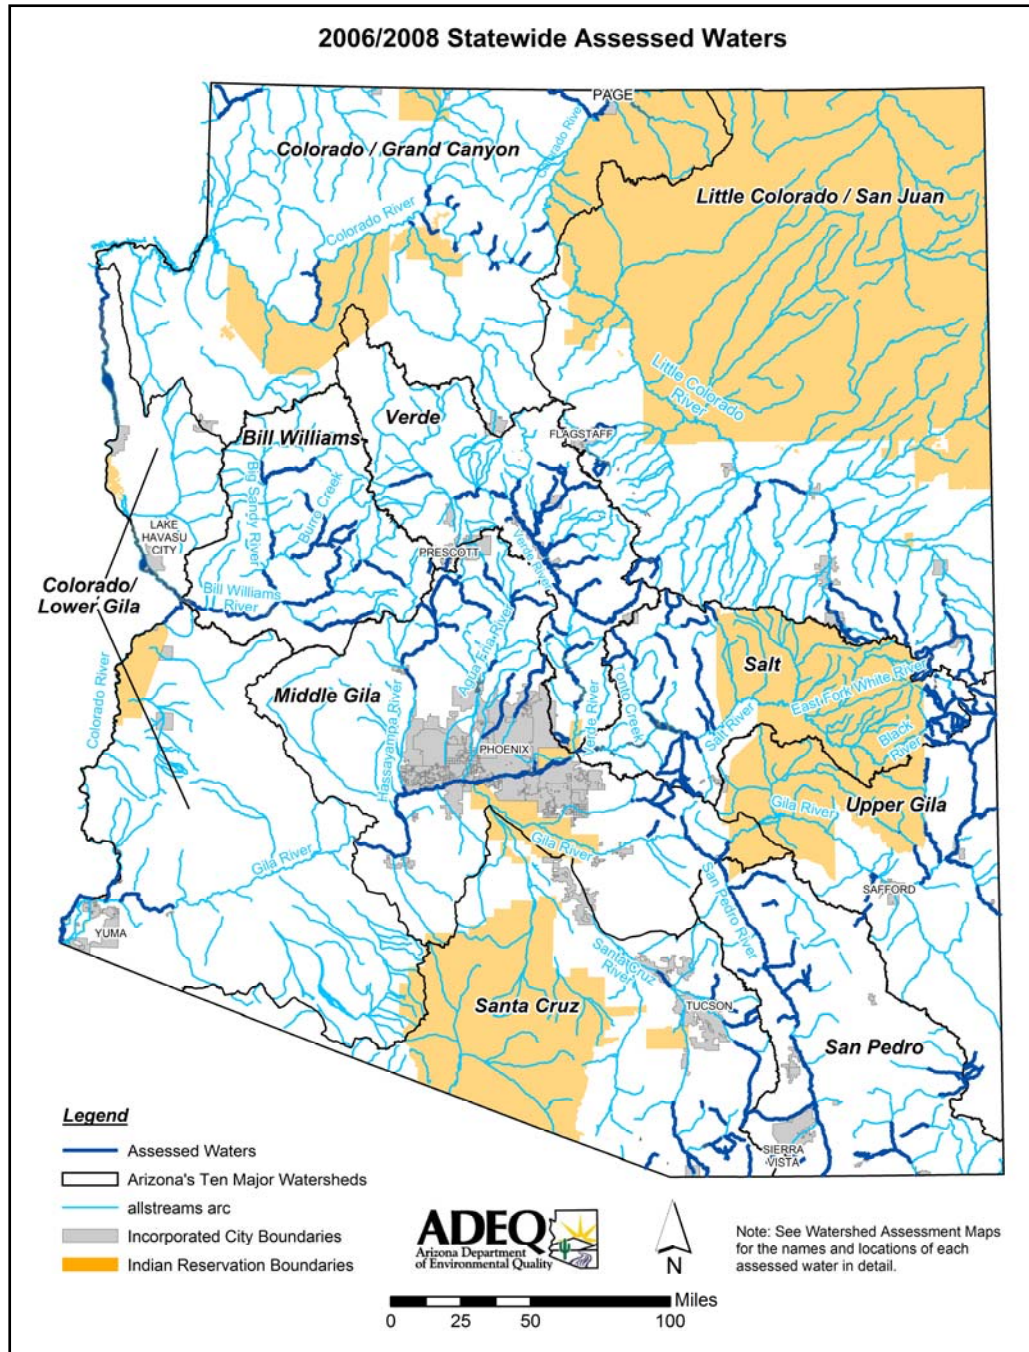 2006/2008 Statewide Assessed Waters
PAGE
Colorado / Grand Canyon
Colorado River
Little Colorado / San Juan
Colorado River
Little Colorado
River
Verde
Bill Williams
FLAGSTAFF
Big Sandy River
Burro Creek
LAKE
HAVASU
CITY
PRESCOTT
Verde River
Colorado/
Lower Gila
Bill Williams
River
Colorado River
Middle Gila
Hassayampa River
Agua Fria River
Verde River
Tonto Creek
Salt
East Fork White River
Salt River
Black
River
PHOENIX
Upper Gila
Gila River
Gila River
Gila River
San Pedro River
SAFFORD
YUMA
Santa Cruz
River
Santa Cruz
TUCSON
San Pedro
SIERRA
VISTA
Legend
Assessed Waters
Arizona's Ten Major Watersheds
allstreams arc
Incorporated City Boundaries
Indian Reservation Boundaries
ADEQ
Arizona Department
of Environmental Quality
N
Note: See Watershed Assessment Maps
for the names and locations of each
assessed water in detail.
Miles
0 25 50 100